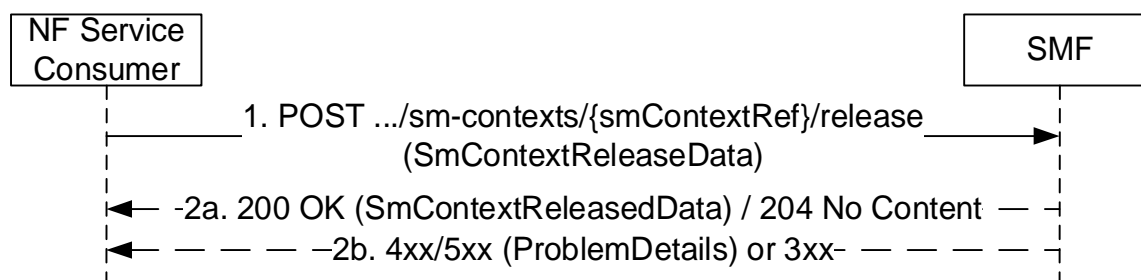 NF Service
Consumer
SMF
1. POST .../sm-contexts/{smContextRef}/release
(SmContextReleaseData)
2a. 200 OK (SmContextReleasedData) / 204 No Content
2b. 4xx/5xx (ProblemDetails) or 3xx